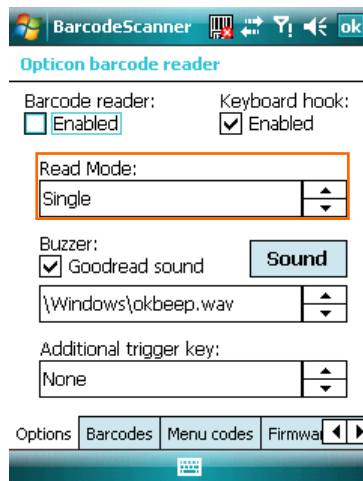 BarcodeScanner ok
Opticon barcode reader
Barcode reader: Keyboard hook:
Enabled Enabled
Read Mode:
Single
Buzzer:
Goodread sound Sound
\Windows\okbeep.wav
Additional trigger key:
None
Options Barcodes Menu codes Firmwa